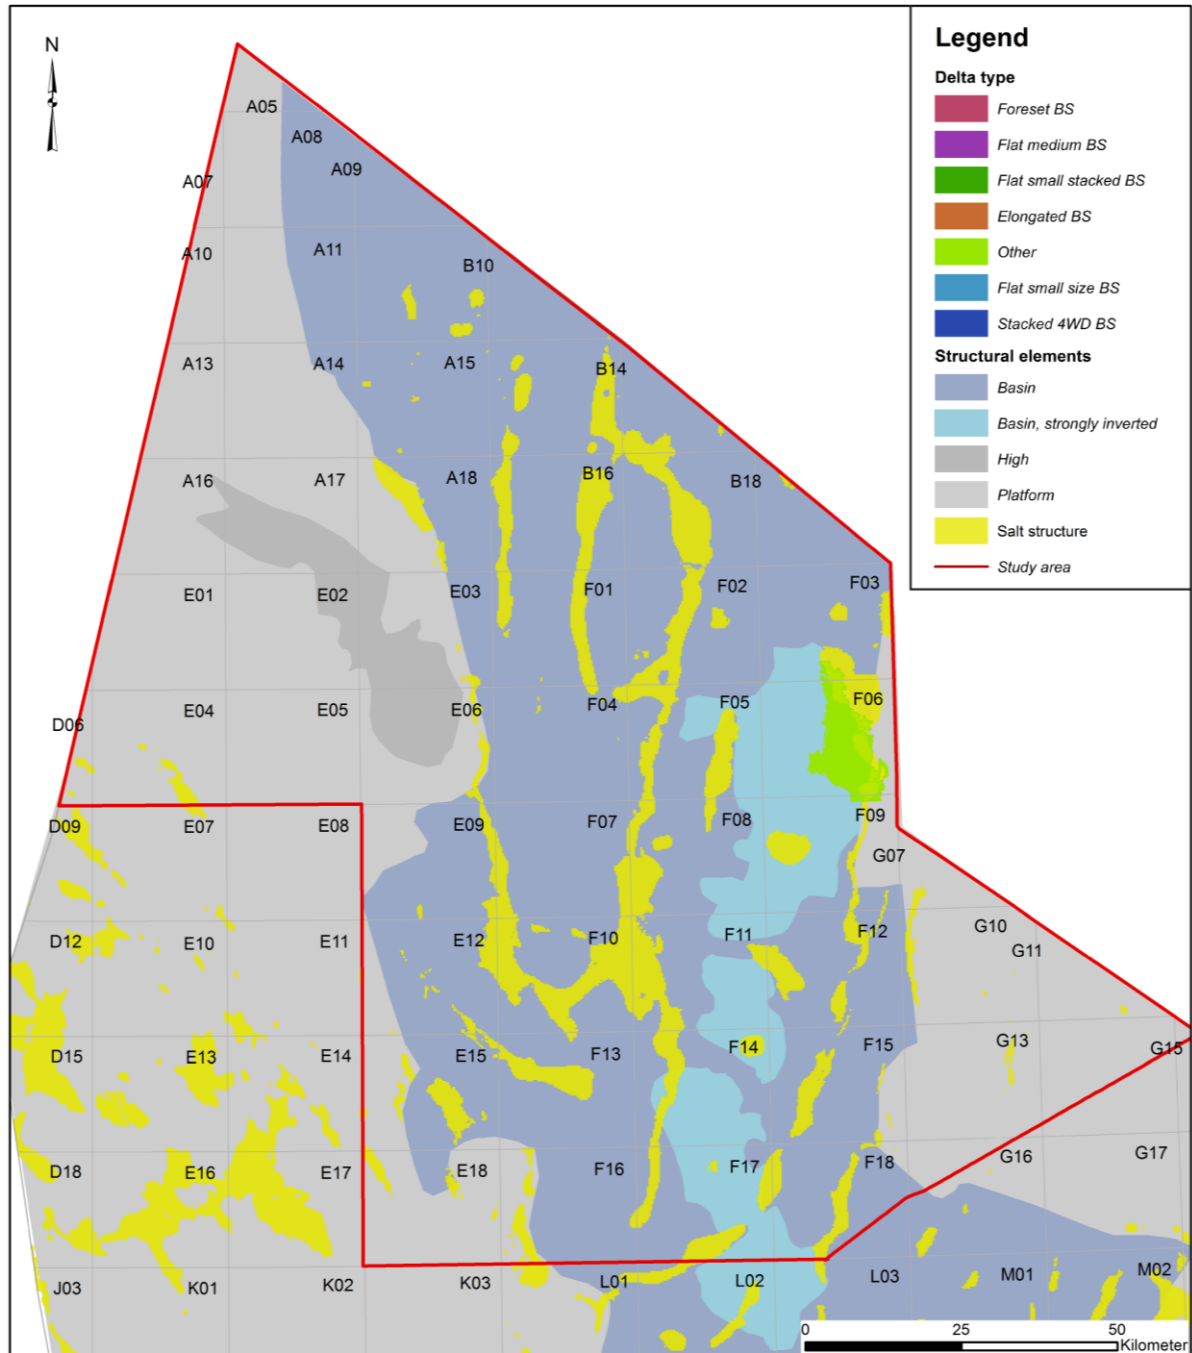 N
Legend
Delta type
Foreset BS
Flat medium BS
Flat small stacked BS
Elongated BS
Other
Flat small size BS
Stacked 4WD BS
Structural elements
Basin
Basin, strongly inverted
High
Platform
Salt structure
Study area
A05
A08
A09
A07
A10
A11
B10
A13
A14
A15
B14
A16
A17
A18
B16
B18
E01
E02
E03
F01
F02
F03
D06
E04
E05
E06
F04
F05
F06
D09
E07
E08
E09
F07
F08
F09
G07
D12
E10
E11
E12
F10
F11
F12
G10
G11
D15
E13
E14
E15
F13
F14
F15
G13
G15
D18
E16
E17
E18
F16
F17
F18
G16
G17
J03
K01
K02
K03
L01
L02
L03
M01
M02
0 25 50
Kilometer